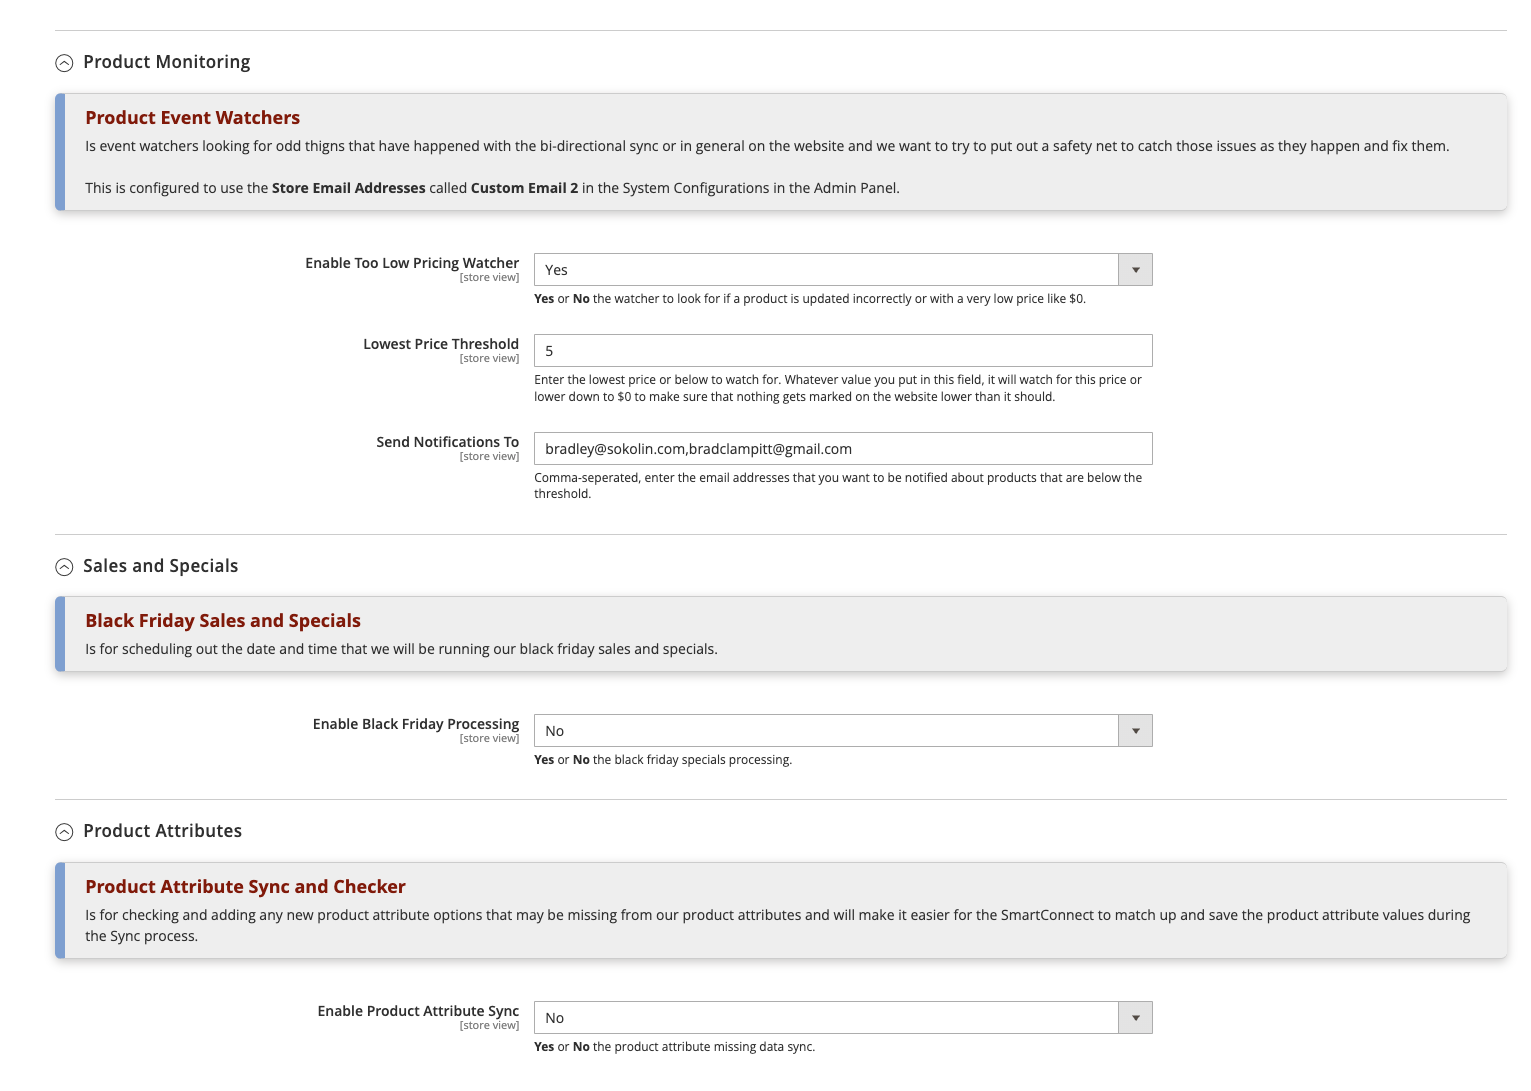 Product Monitoring
Product Event Watchers
Is event watchers looking for odd thigns that have happened with the bi-directional sync or in general on the website and we want to try to put out a safety net to catch those issues as they happen and fix them.
This is configured to use the Store Email Addresses called Custom Email 2 in the System Configurations in the Admin Panel.
Enable Too Low Pricing Watcher
[store view]
Yes
Yes or No the watcher to look for if a product is updated incorrectly or with a very low price like $0.
Lowest Price Threshold
[store view]
5
Enter the lowest price or below to watch for. Whatever value you put in this field, it will watch for this price or
lower down to $0 to make sure that nothing gets marked on the website lower than it should.
Send Notifications To
[store view]
bradley@sokolin.com,bradclampitt@gmail.com
Comma-seperated, enter the email addresses that you want to be notified about products that are below the
threshold.
Sales and Specials
Black Friday Sales and Specials
Is for scheduling out the date and time that we will be running our black friday sales and specials.
Enable Black Friday Processing
[store view]
No
Yes or No the black friday specials processing.
Product Attributes
Product Attribute Sync and Checker
Is for checking and adding any new product attribute options that may be missing from our product attributes and will make it easier for the SmartConnect to match up and save the product attribute values during
the Sync process.
Enable Product Attribute Sync
[store view]
No
Yes or No the product attribute missing data sync.